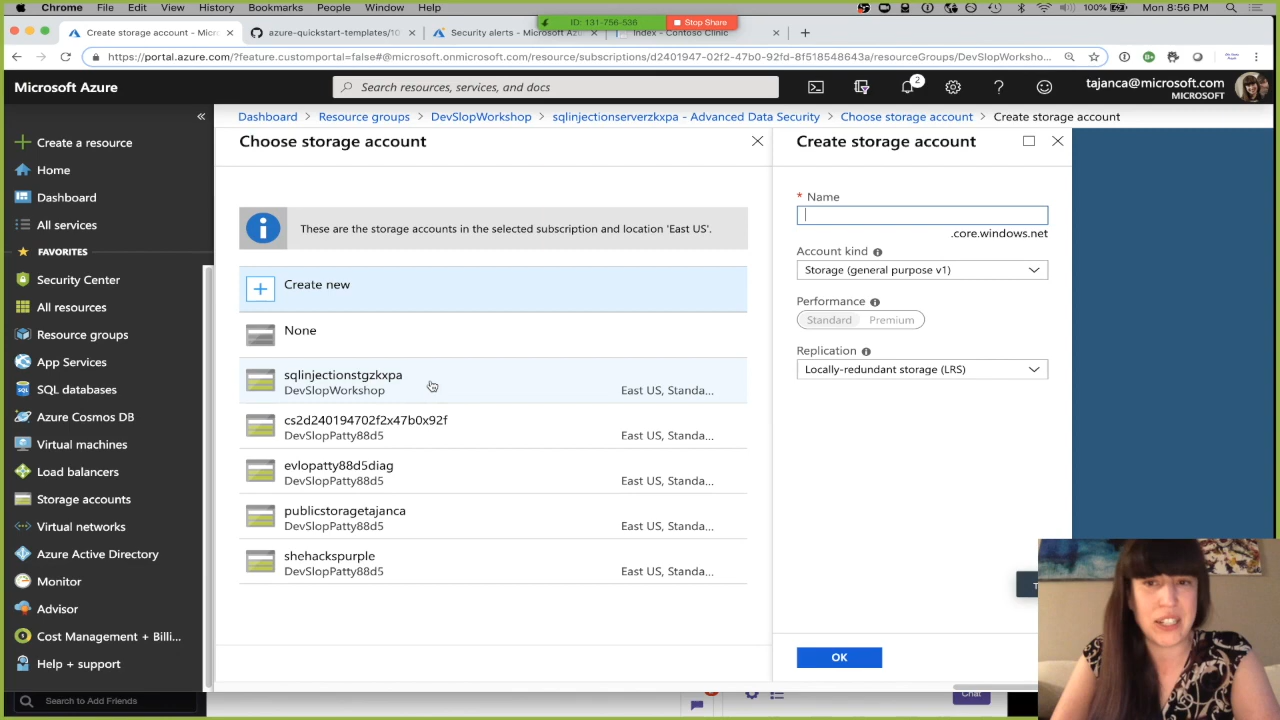 Chrome File Edit View History Bookmarks People Window Help
ID: 131-756-536 Stop Share
100% Mon 8:56 PM
Create storage account - Micro
azure-quickstart-templates/10
Security alerts - Microsoft Az
Index - Contoso Clinic
https://portal.azure.com/?feature.customportal=false#@microsoft.onmicrosoft.com/resource/subscriptions/d2401947-02f2-47b0-92fd-8f518548643a/resourceGroups/DevSlopWorksho...
Microsoft Azure
Search resources, services, and docs
2
tajanca@microsoft.com
MICROSOFT
Dashboard > Resource groups > DevSlopWorkshop > sqlinjectionserverzkxpa - Advanced Data Security > Choose storage account > Create storage account
Create a resource
Home
Dashboard
All services
FAVORITES
Security Center
All resources
Resource groups
App Services
SQL databases
Azure Cosmos DB
Virtual machines
Load balancers
Storage accounts
Virtual networks
Azure Active Directory
Monitor
Advisor
Cost Management + Billi...
Help + support
Search to Add Friends
Choose storage account
These are the storage accounts in the selected subscription and location 'East US'.
Create new
None
sqlinjectionstgzkxpa
DevSlopWorkshop East US, Standa...
cs2d240194702f2x47b0x92f
DevSlopPatty88d5 East US, Standa...
evlopatty88d5diag
DevSlopPatty88d5 East US, Standa...
publicstoragetajanca
DevSlopPatty88d5 East US, Standa...
shehackspurple
DevSlopPatty88d5 East US, Standa...
Create storage account
* Name
.core.windows.net
Account kind
Storage (general purpose v1)
Performance
Standard Premium
Replication
Locally-redundant storage (LRS)
OK
Chat